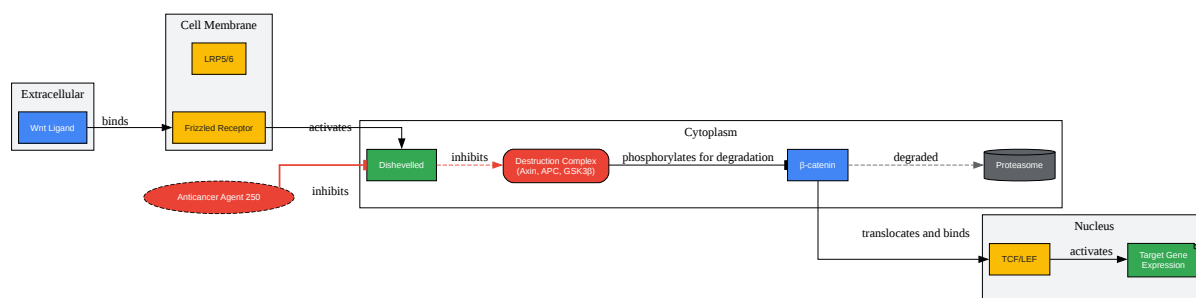 Cell Membrane
LRP5/6
Extracellular
Wnt Ligand
binds
Frizzled Receptor
activates
Cytoplasm
Dishevelled
inhibits
Destruction Complex
(Axin, APC, GSK3β)
phosphorylates for degradation
β-catenin
degraded
Proteasome
Anticancer Agent 250
inhibits
translocates and binds
Nucleus
TCF/LEF
activates
Target Gene
Expression